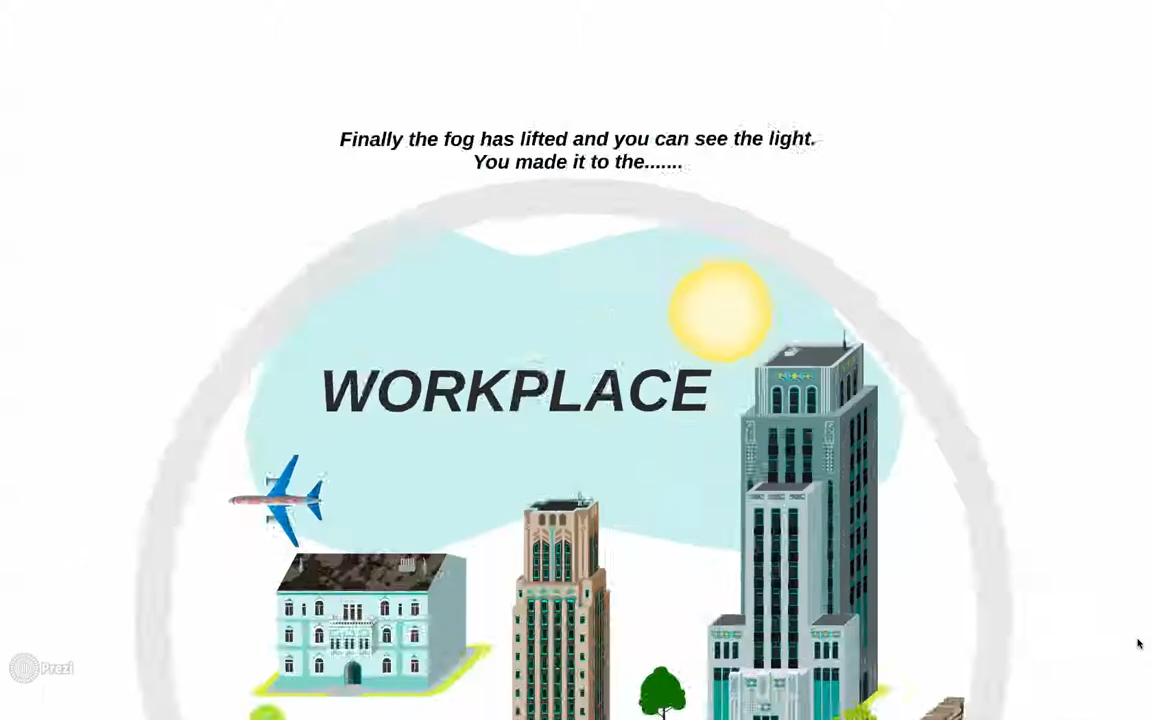 Finally the fog has lifted and you can see the light.
You made it to the.......
WORKPLACE
Prezi